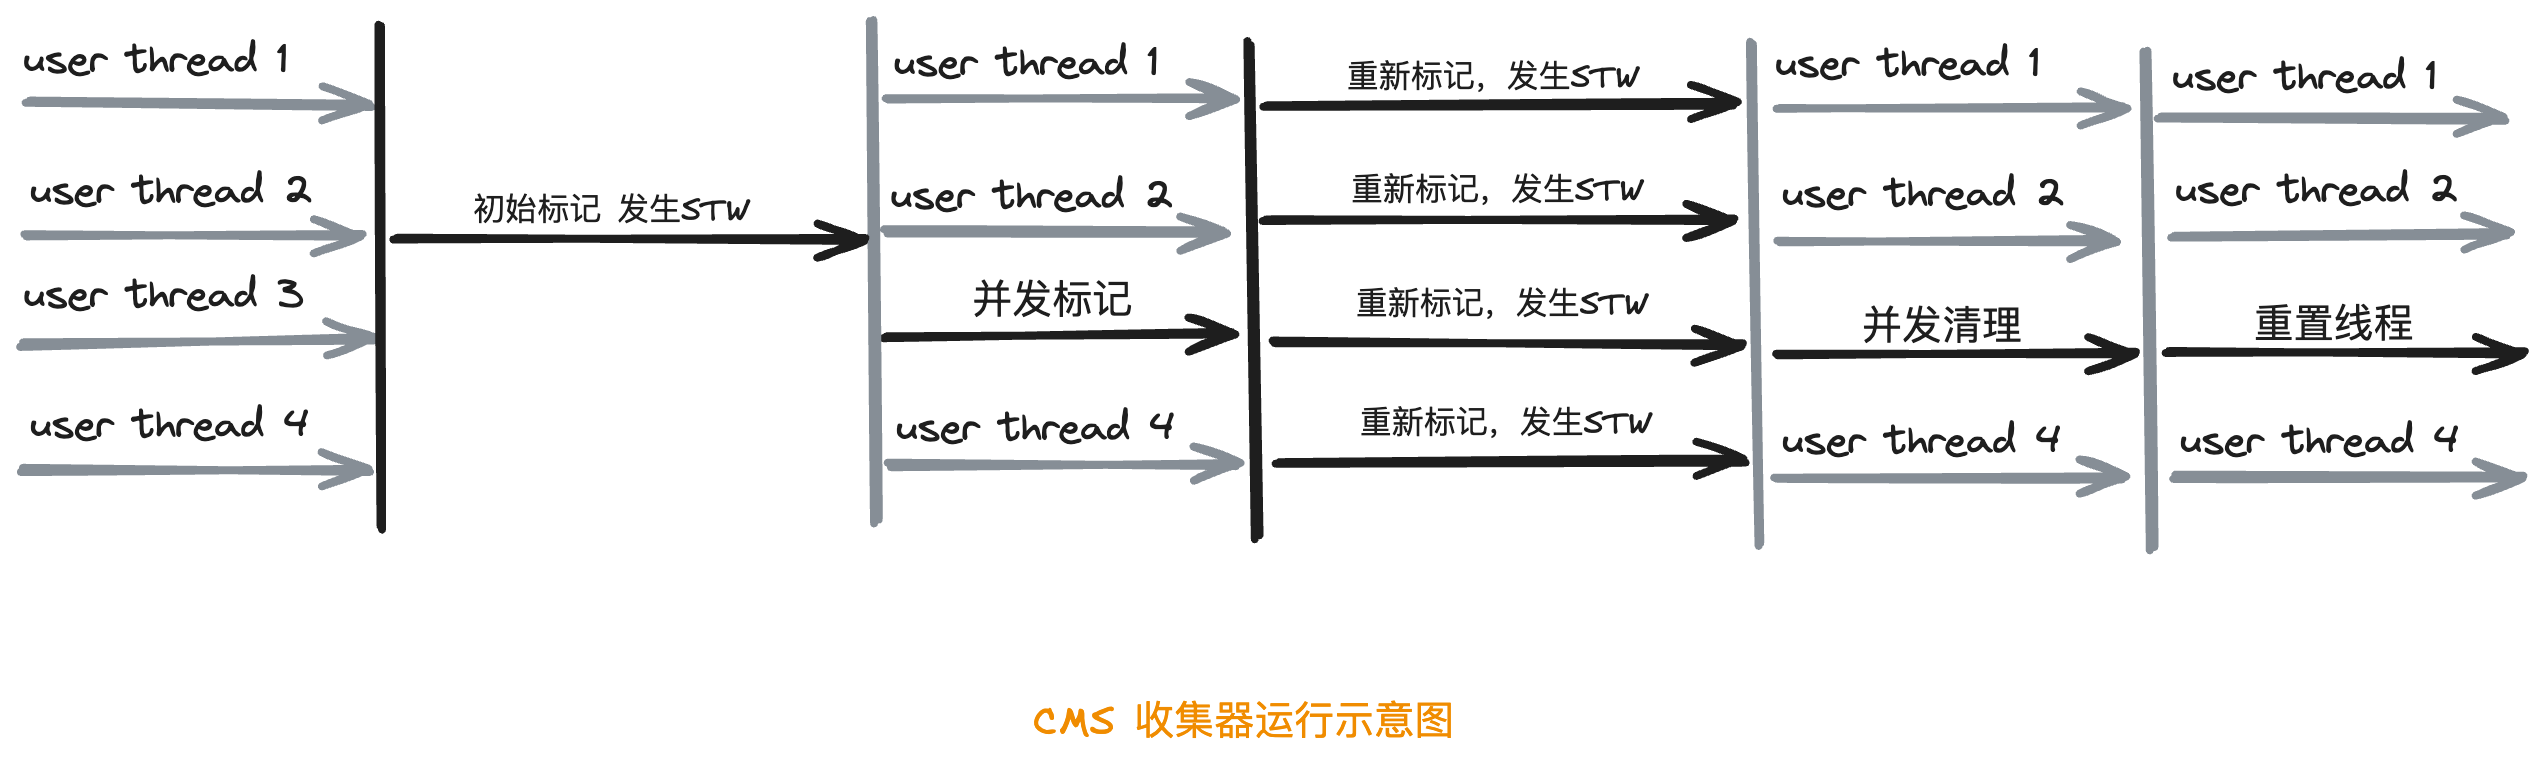 user thread 1
user thread 2
user thread 3
user thread 4
初始标记 发生STW
user thread 1
user thread 2
并发标记
user thread 4
重新标记，发生STW
重新标记，发生STW
重新标记，发生STW
重新标记，发生STW
user thread 1
user thread 2
并发清理
user thread 4
user thread 1
user thread 2
重置线程
user thread 4
CMS 收集器运行示意图